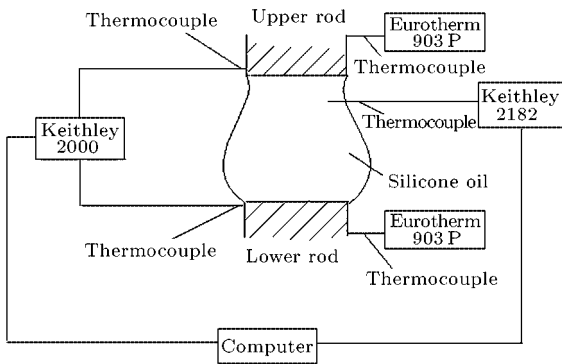 Thermocouple
Upper rod
Eurotherm
903 P
Thermocouple
Keithley
2182
Thermocouple
Keithley
2000
Silicone oil
Thermocouple
Lower rod
Eurotherm
903 P
Thermocouple
Computer